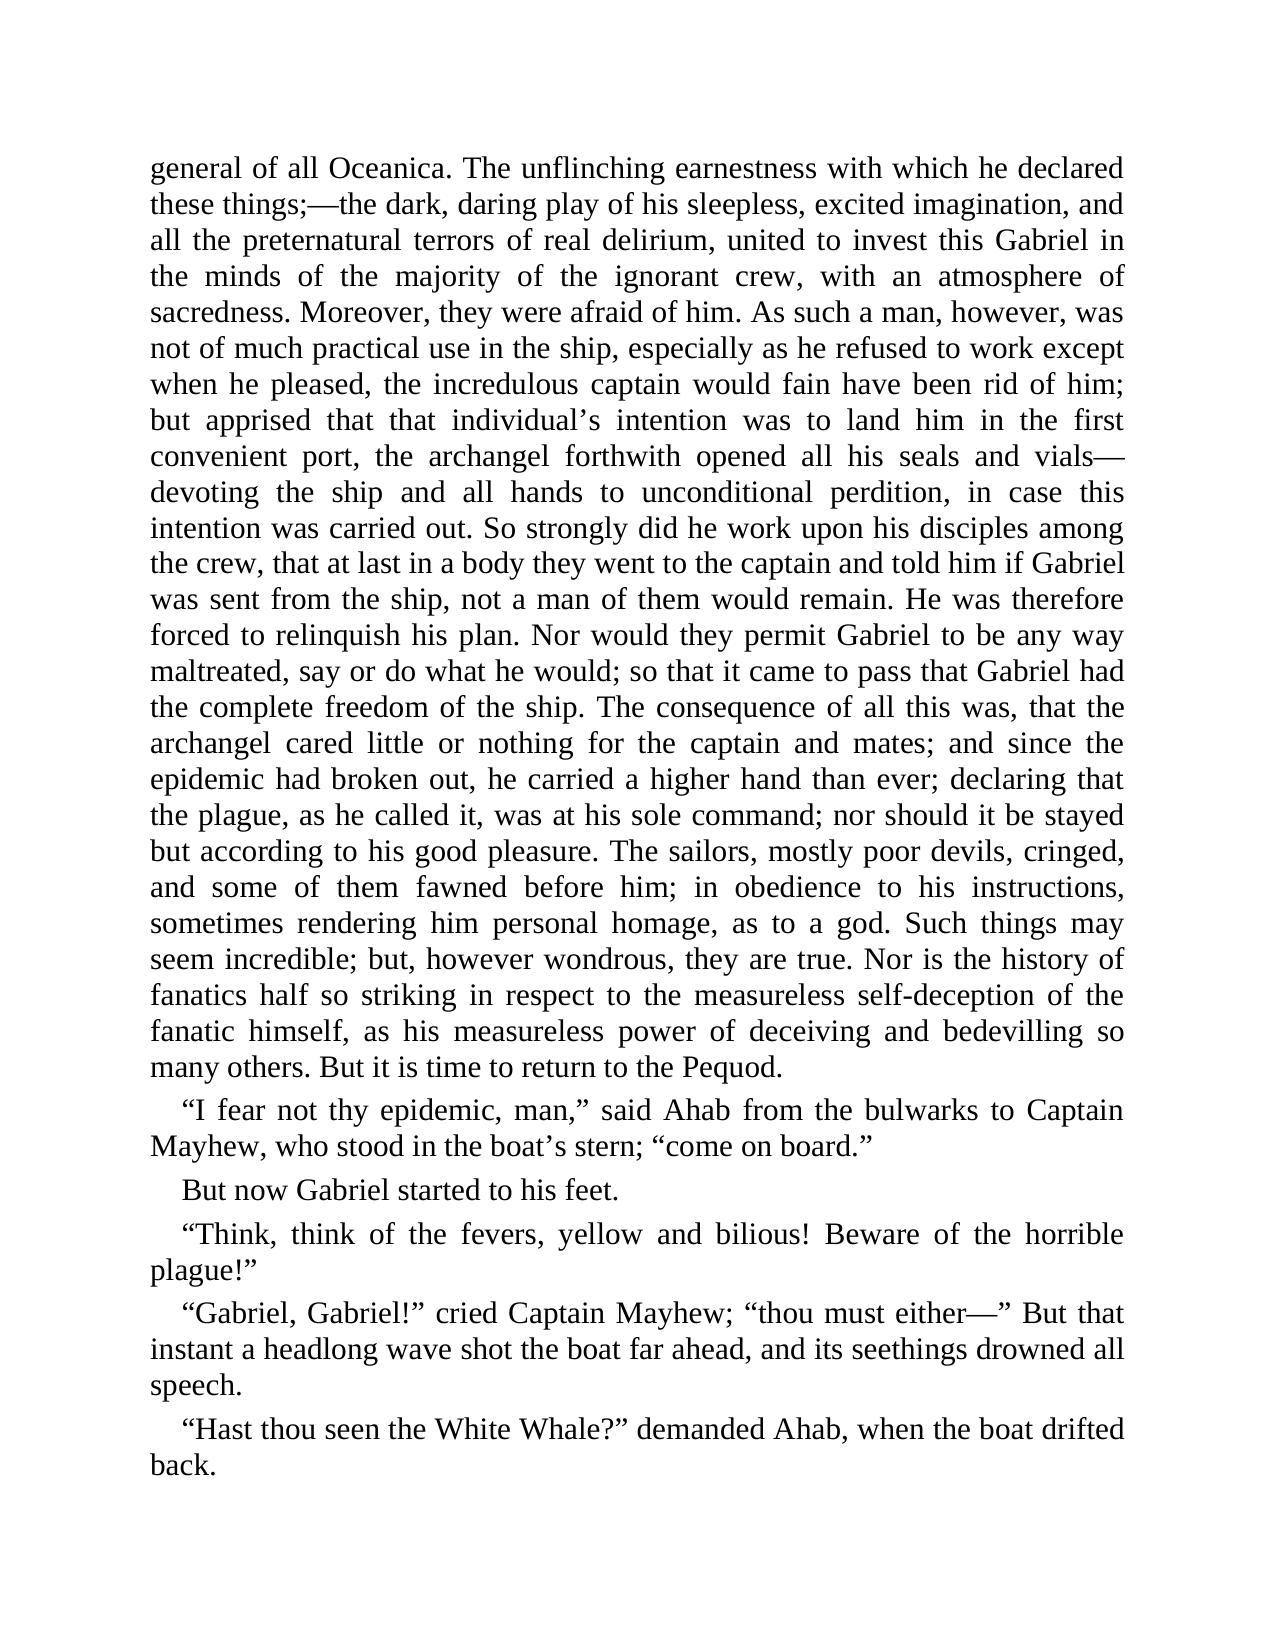 general of all Oceanica. The unflinching earnestness with which he declared
these things;—the dark, daring play of his sleepless, excited imagination, and
all the preternatural terrors of real delirium, united to invest this Gabriel in
the minds of the majority of the ignorant crew, with an atmosphere of
sacredness. Moreover, they were afraid of him. As such a man, however, was
not of much practical use in the ship, especially as he refused to work except
when he pleased, the incredulous captain would fain have been rid of him;
but apprised that that individual’s intention was to land him in the first
convenient port, the archangel forthwith opened all his seals and vials—
devoting the ship and all hands to unconditional perdition, in case this
intention was carried out. So strongly did he work upon his disciples among
the crew, that at last in a body they went to the captain and told him if Gabriel
was sent from the ship, not a man of them would remain. He was therefore
forced to relinquish his plan. Nor would they permit Gabriel to be any way
maltreated, say or do what he would; so that it came to pass that Gabriel had
the complete freedom of the ship. The consequence of all this was, that the
archangel cared little or nothing for the captain and mates; and since the
epidemic had broken out, he carried a higher hand than ever; declaring that
the plague, as he called it, was at his sole command; nor should it be stayed
but according to his good pleasure. The sailors, mostly poor devils, cringed,
and some of them fawned before him; in obedience to his instructions,
sometimes rendering him personal homage, as to a god. Such things may
seem incredible; but, however wondrous, they are true. Nor is the history of
fanatics half so striking in respect to the measureless self-deception of the
fanatic himself, as his measureless power of deceiving and bedevilling so
many others. But it is time to return to the Pequod.
“I fear not thy epidemic, man,” said Ahab from the bulwarks to Captain
Mayhew, who stood in the boat’s stern; “come on board.”
But now Gabriel started to his feet.
“Think, think of the fevers, yellow and bilious! Beware of the horrible
plague!”
“Gabriel, Gabriel!” cried Captain Mayhew; “thou must either—” But that
instant a headlong wave shot the boat far ahead, and its seethings drowned all
speech.
“Hast thou seen the White Whale?” demanded Ahab, when the boat drifted
back.